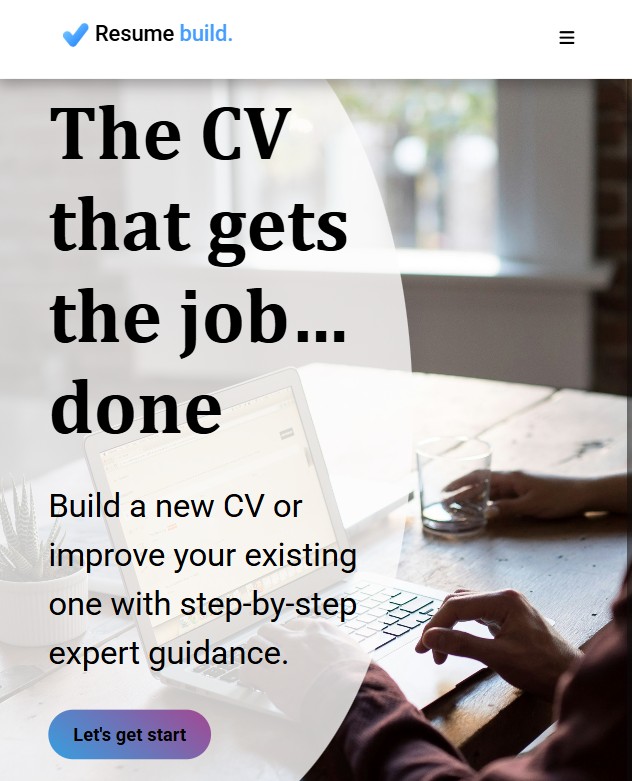 Resume build.
The CV
that gets
the job...
done
Build a new CV or
improve your existing
one with step-by-step
expert guidance.
Let's get start